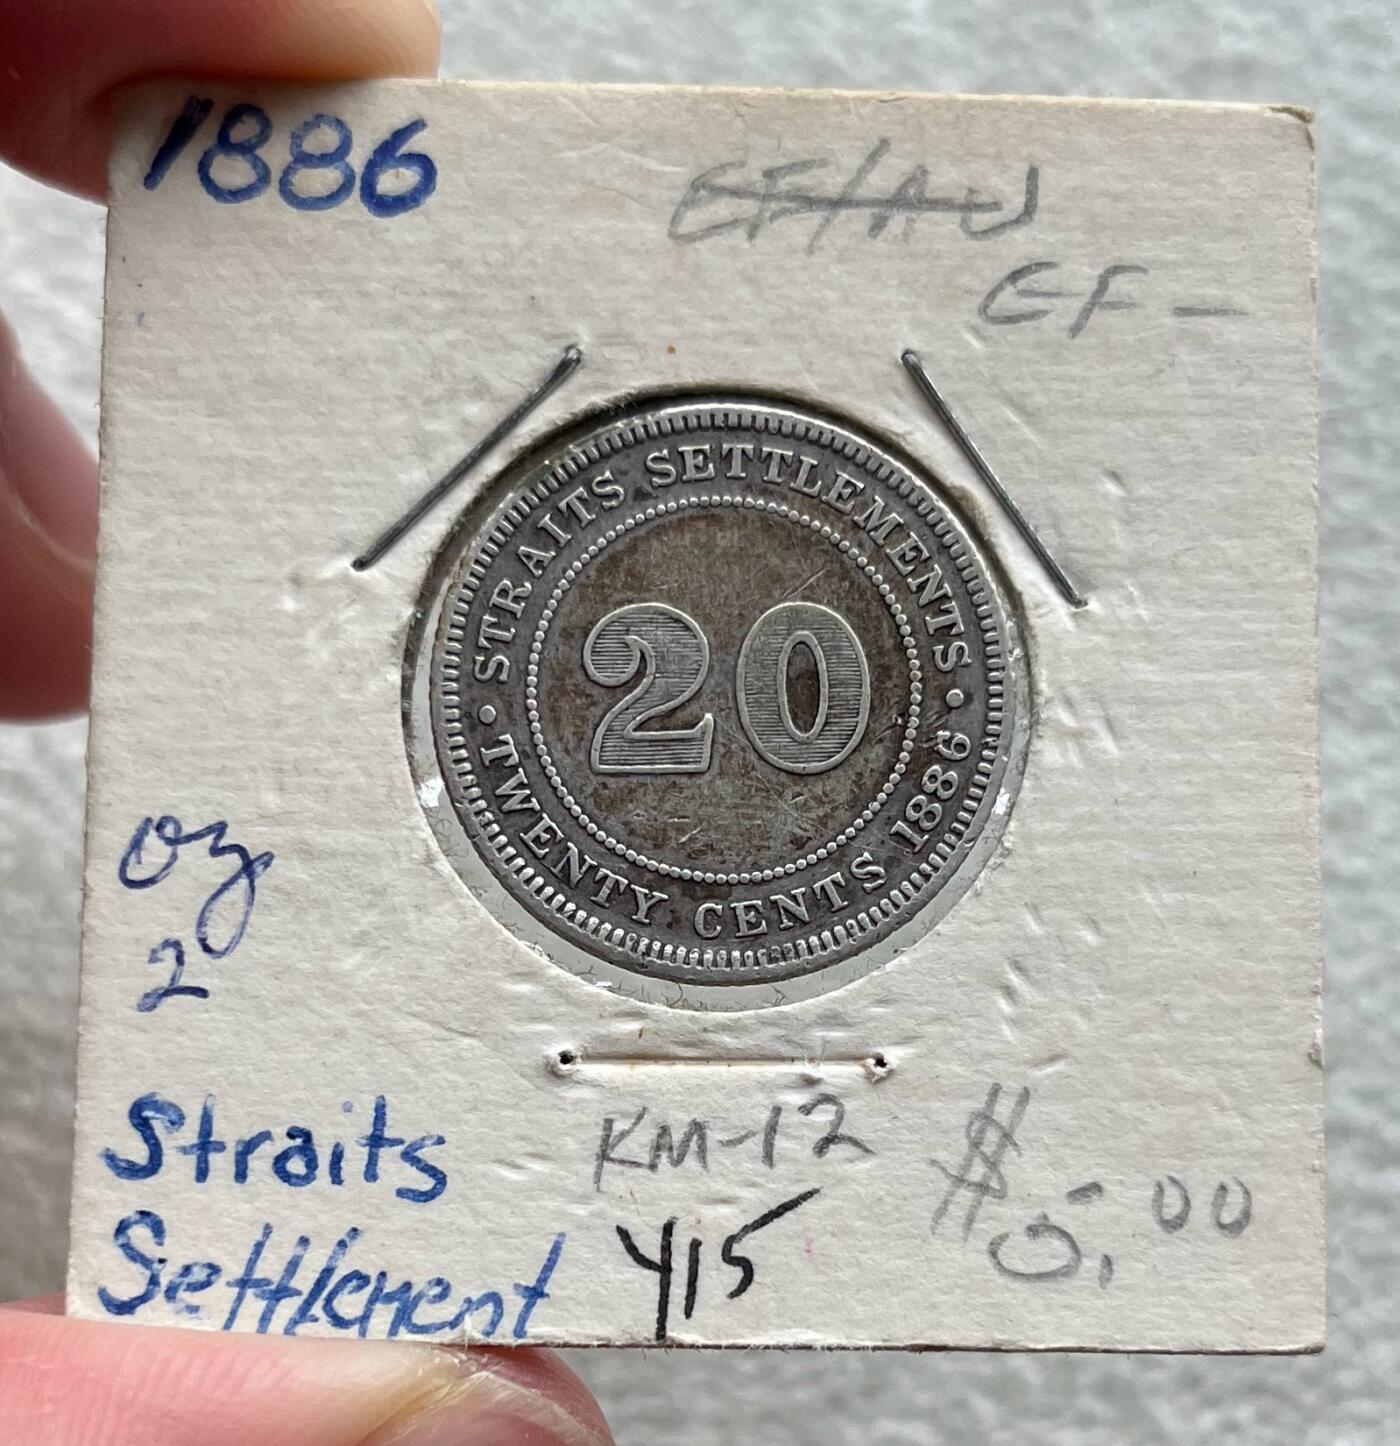 1886
EF/AU
EF -
STRAITS SETTLEMENTS
20
TWENTY CENTS 1886
oz
2
Straits
Settlement
KM-12
Y15
$5.00